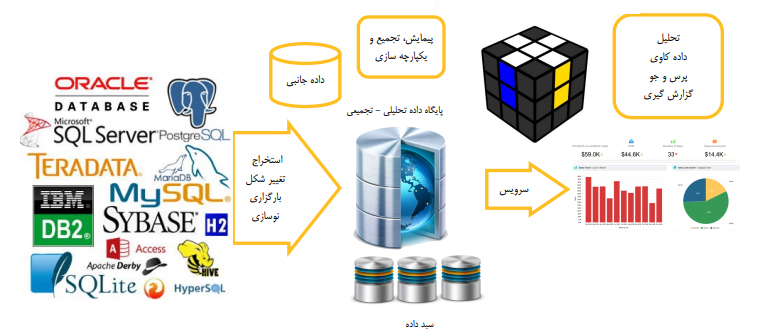 ORACLE
DATABASE
Microsoft
SQL Server
PostgreSQL
TERADATA
MariaDB
MySQL
IBM
DB2
SYBASE
H2
Access
Apache Derby
HIVE
SQLite
HyperSQL
استخراج
تغییر شکل
بارگزاری
نوسازی
داده جانبی
پیمایش، تجمیع و
یکپارچه سازی
پایگاه داده تحلیلی - تجمیعی
سبد داده
سرویس
تحلیل
داده کاوی
پرس و جو
گزارش گیری
$59.0K
$44.6K
33
$14.4K